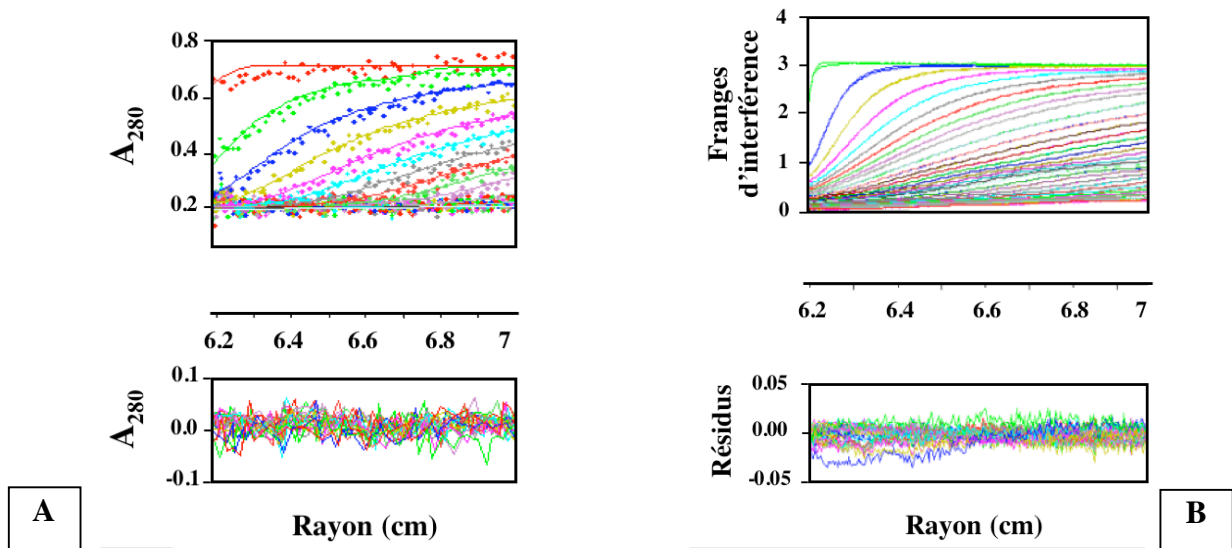 0.8
0.6
0.4
0.2
A280
6.2 6.4 6.6 6.8 7
0.1
0.0
-0.1
A280
Rayon (cm)
A
4
3
2
1
0
Franges
d'interférence
6.2 6.4 6.6 6.8 7
0.05
0.00
-0.05
Résidus
Rayon (cm)
B